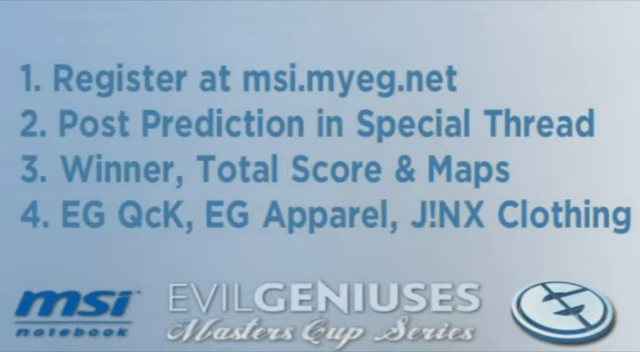 1. Register at msi.myeg.net
2. Post Prediction in Special Thread
3. Winner, Total Score & Maps
4. EG QcK, EG Apparel, J!NX Clothing
msi
notebook
EVILGENIUSES
Masters Cup Series